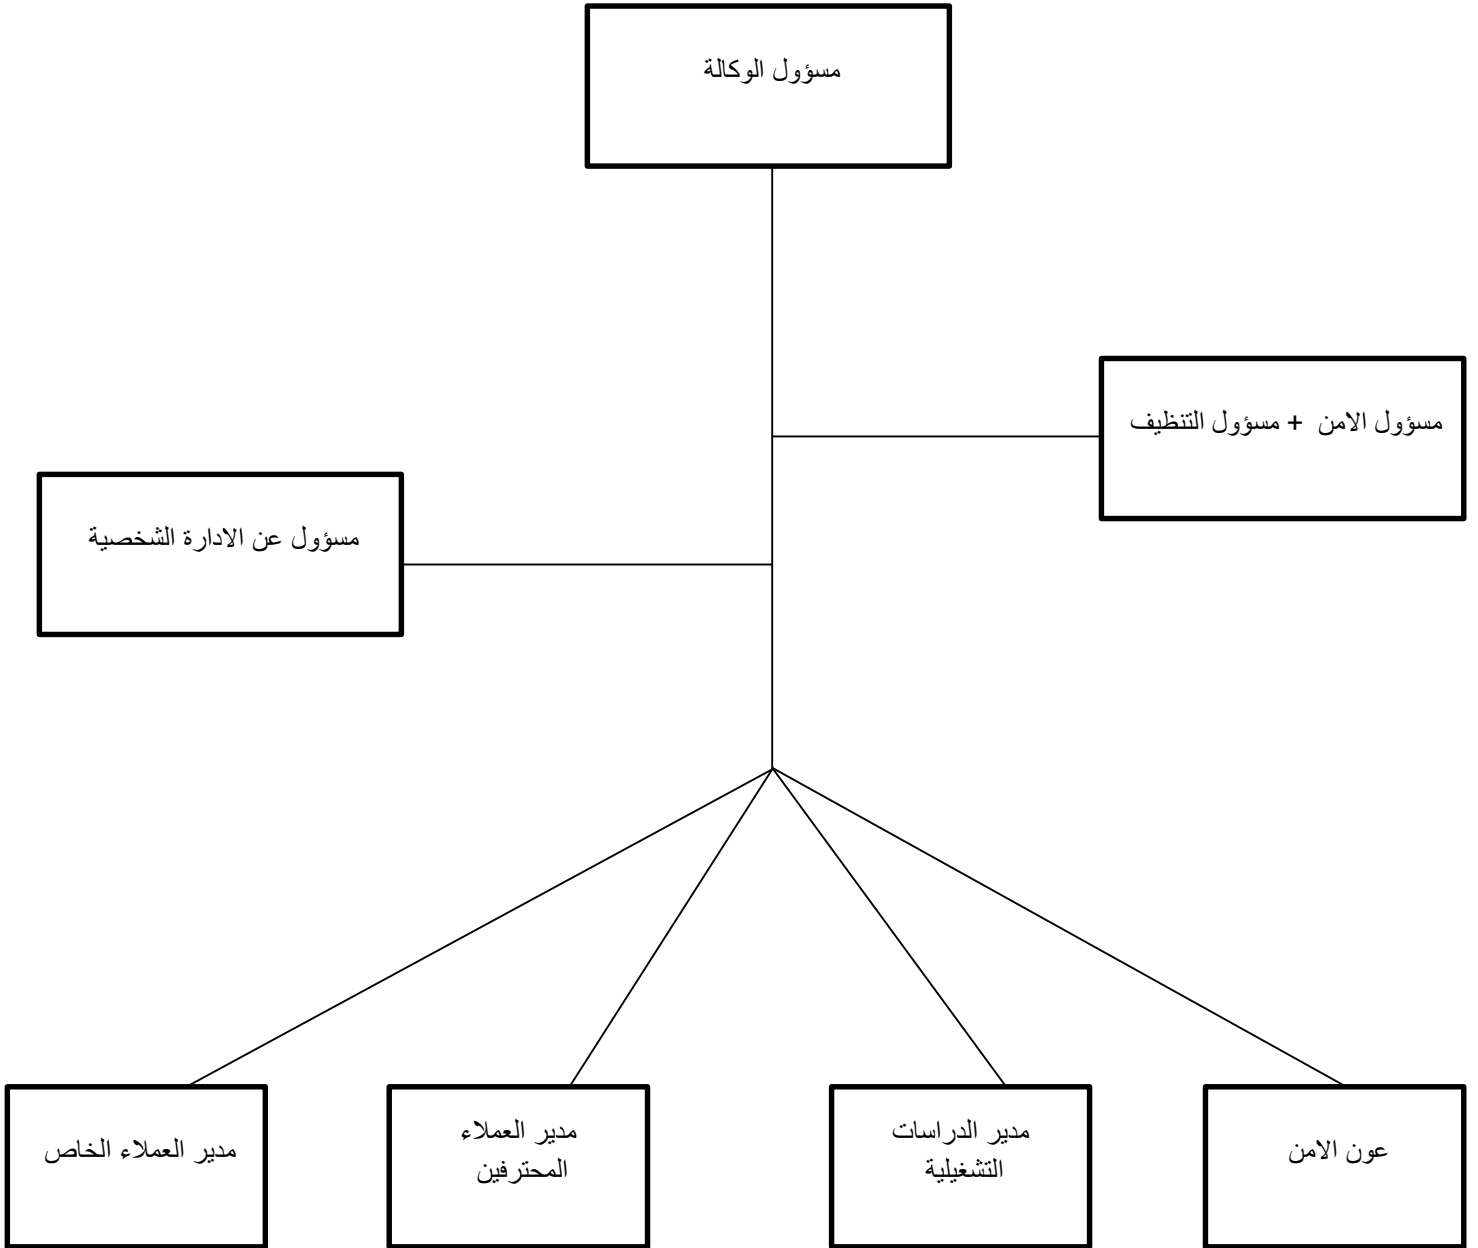 مسؤول الوكالة
مسؤول الامن + مسؤول التنظيف
مسؤول عن الادارة الشخصية
عون الامن
مدير الدراسات
التشغيلية
مدير العملاء
المحترفين
مدير العملاء الخاص